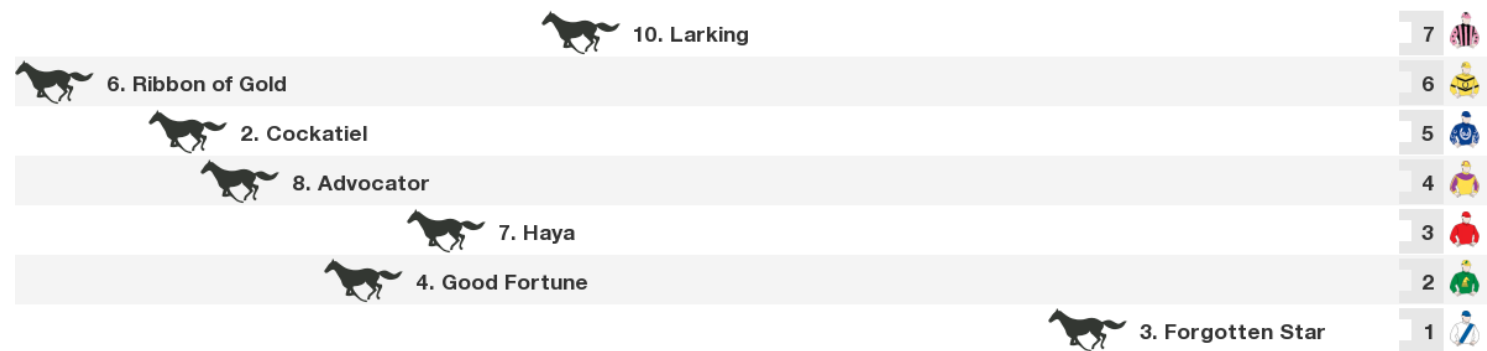 10. Larking 7
6. Ribbon of Gold 6
2. Cockatiel 5
8. Advocator 4
7. Haya 3
4. Good Fortune 2
3. Forgotten Star 1